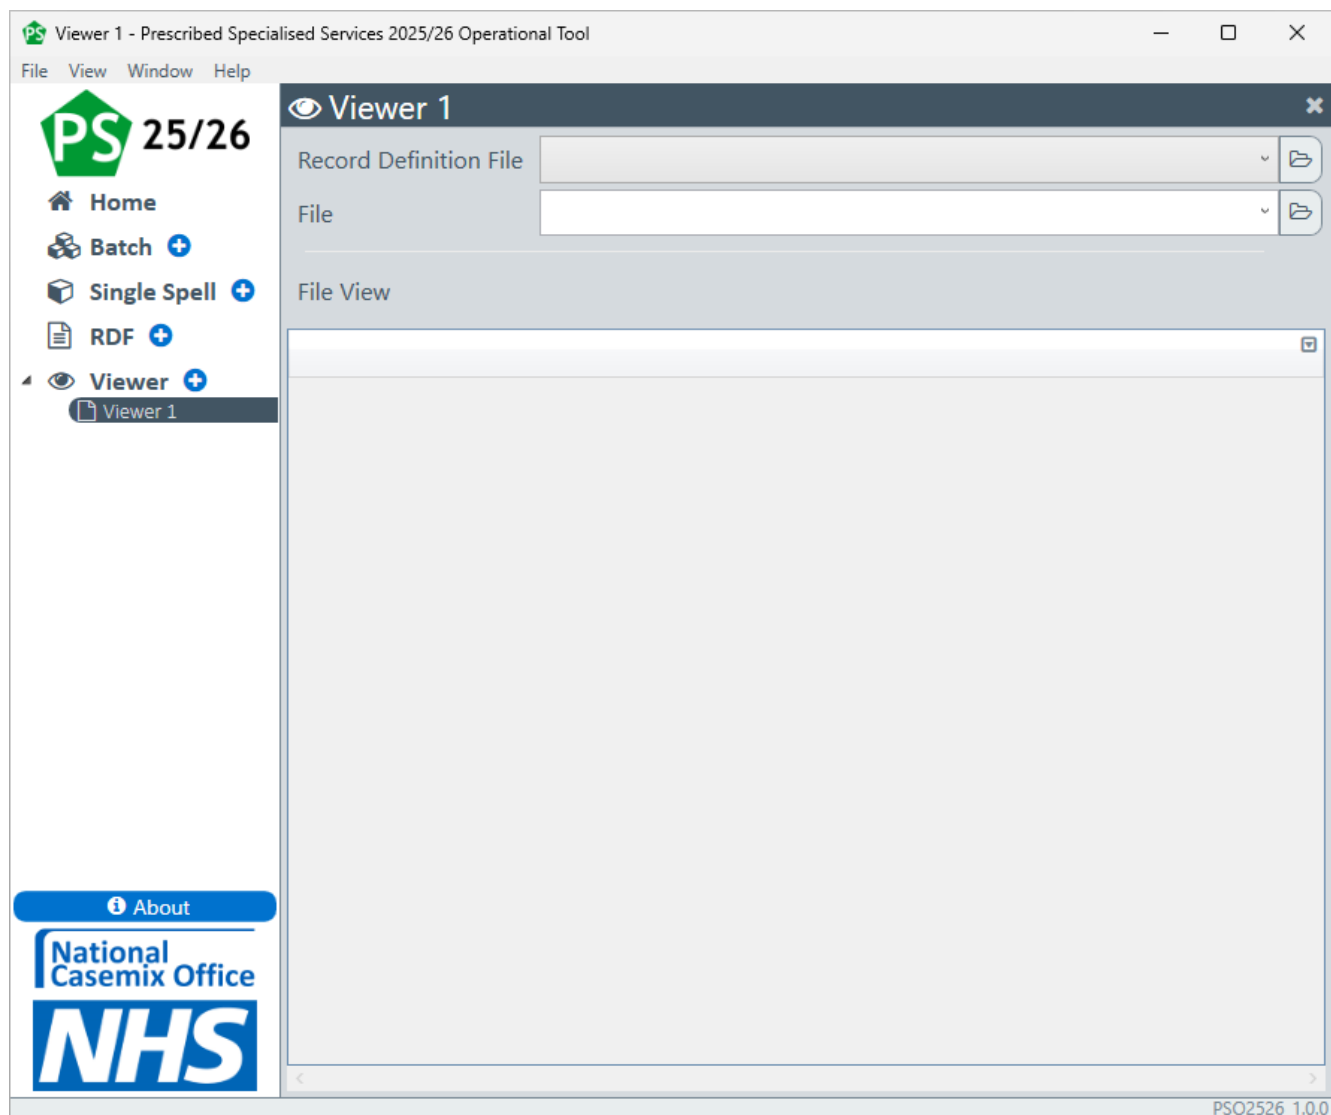 PS Viewer 1 - Prescribed Specialised Services 2025/26 Operational Tool
File View Window Help
PS 25/26
Viewer 1
Home
Record Definition File
Batch
File
Single Spell
File View
RDF
Viewer
Viewer 1
About
National
Casemix Office
NHS
PSO2526 1.0.0